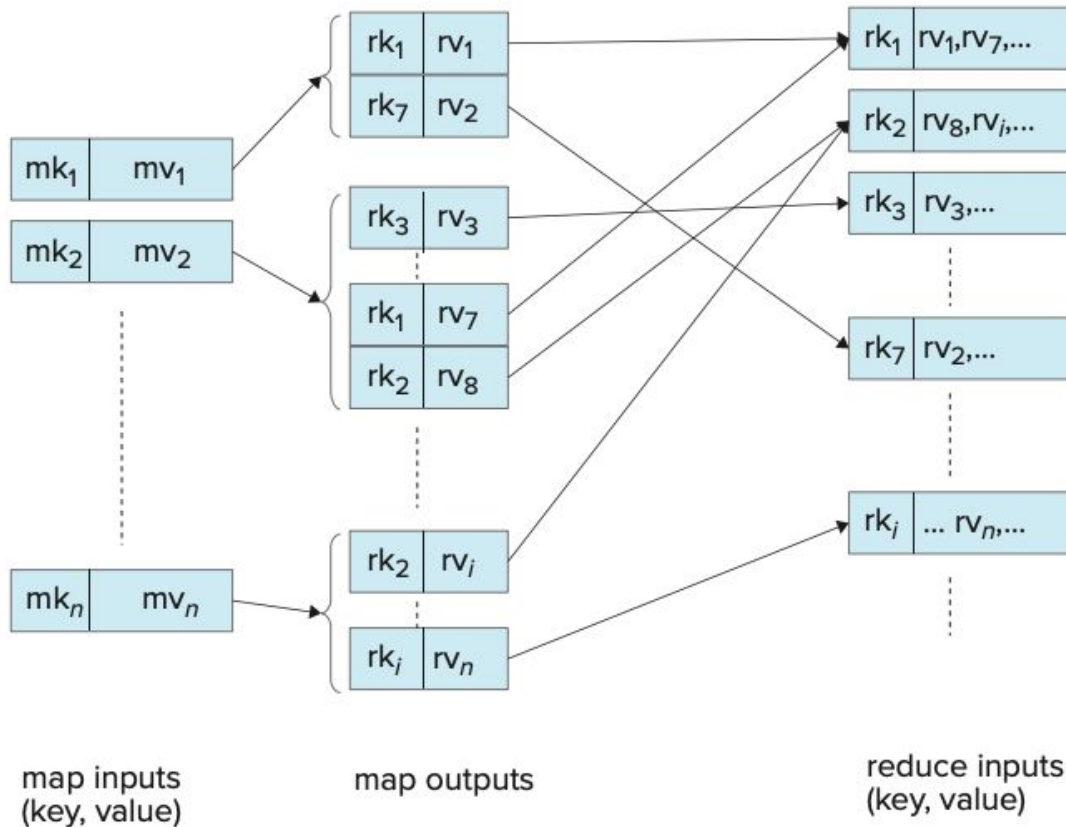 mk₁ mv₁
mk₂ mv₂
mkₙ mvₙ
map inputs
(key, value)
rk₁ rv₁
rk₇ rv₂
rk₃ rv₃
rk₁ rv₇
rk₂ rv₈
rk₂ rvᵢ
rkᵢ rvₙ
map outputs
rk₁ rv₁,rv₇,...
rk₂ rv₈,rvᵢ,...
rk₃ rv₃,...
rk₇ rv₂,...
rkᵢ ... rvₙ,...
reduce inputs
(key, value)